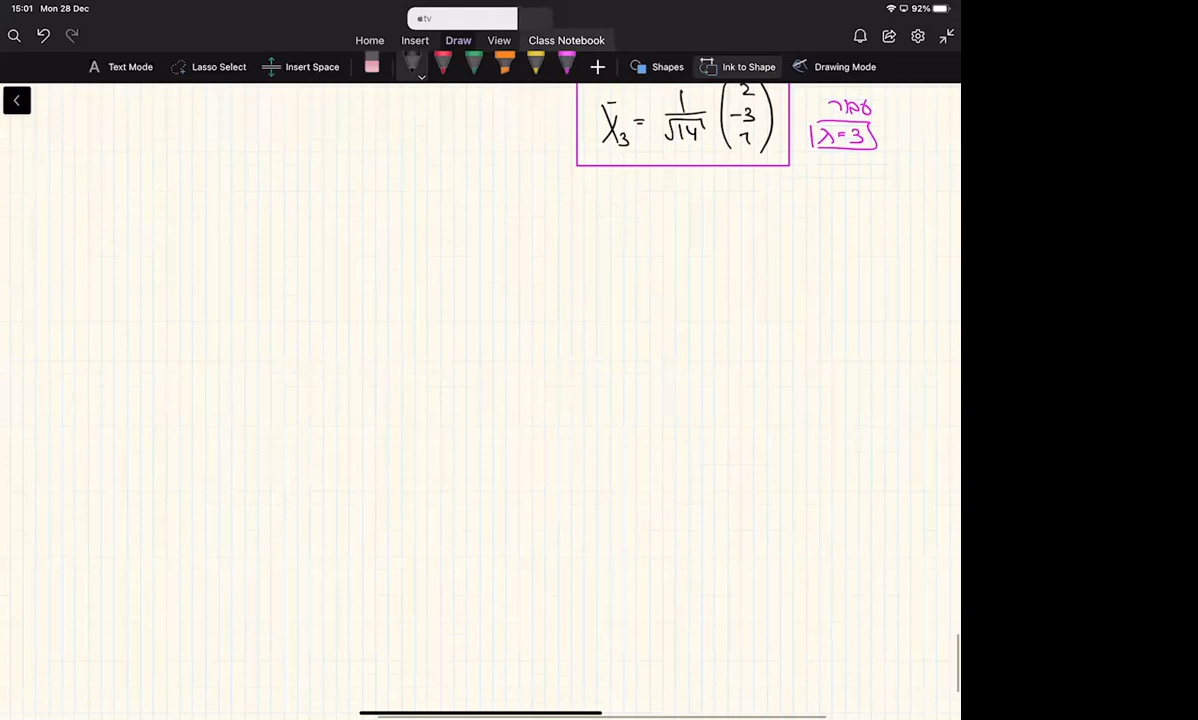 15:01 Mon 28 Dec
92%
tv
Home Insert Draw View Class Notebook
Text Mode Lasso Select Insert Space Shapes Ink to Shape Drawing Mode
X̄₃ = 1/√14 (2 -3 1)
עבור
λ=3